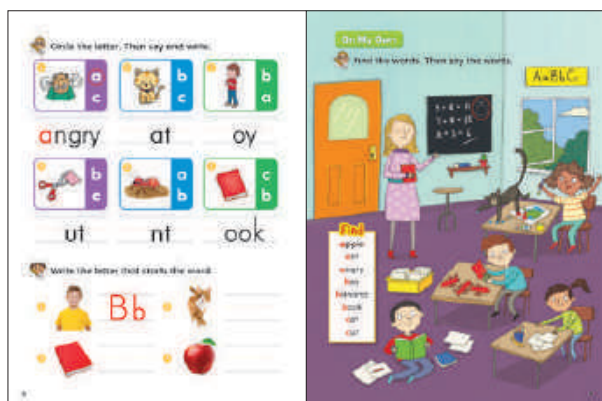 Circle the letter. Then say and write.
a
c
b
c
b
a
angry
at
oy
b
c
a
b
c
b
ut
nt
ook
Write the letter that starts the word.
Bb
On My Own
Find the words. Then say the words.
AaBbCc
Find
apple
ant
angry
boy
book
cat
cut